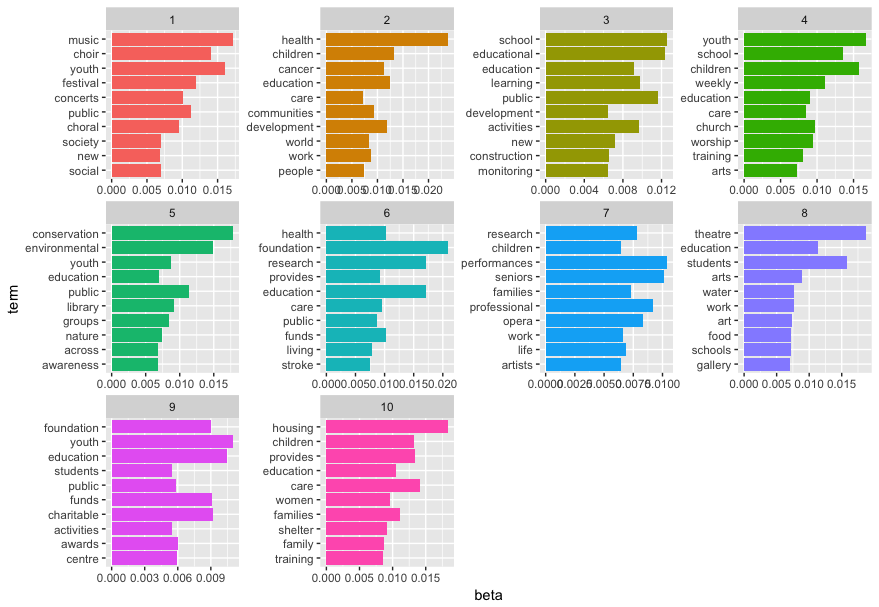 1
music
choir
youth
festival
concerts
public
choral
society
new
social
0.000 0.005 0.010 0.015
2
health
children
cancer
education
care
communities
development
world
work
people
0.000 0.005 0.010 0.015 0.020
3
school
educational
education
learning
public
development
activities
new
construction
monitoring
0.000 0.004 0.008 0.012
4
youth
school
children
weekly
education
care
church
worship
training
arts
0.000 0.005 0.010 0.015
5
conservation
environmental
youth
education
public
library
groups
nature
across
awareness
0.000 0.005 0.010 0.015
6
health
foundation
research
provides
education
care
public
funds
living
stroke
0.000 0.005 0.010 0.015 0.020
7
research
children
performances
seniors
families
professional
opera
work
life
artists
0.0000 0.0025 0.0050 0.0075 0.0100
8
theatre
education
students
arts
water
work
art
food
schools
gallery
0.000 0.005 0.010 0.015
9
foundation
youth
education
students
public
funds
charitable
activities
awards
centre
0.000 0.003 0.006 0.009
10
housing
children
provides
education
care
women
families
shelter
family
training
0.000 0.005 0.010 0.015
term
beta